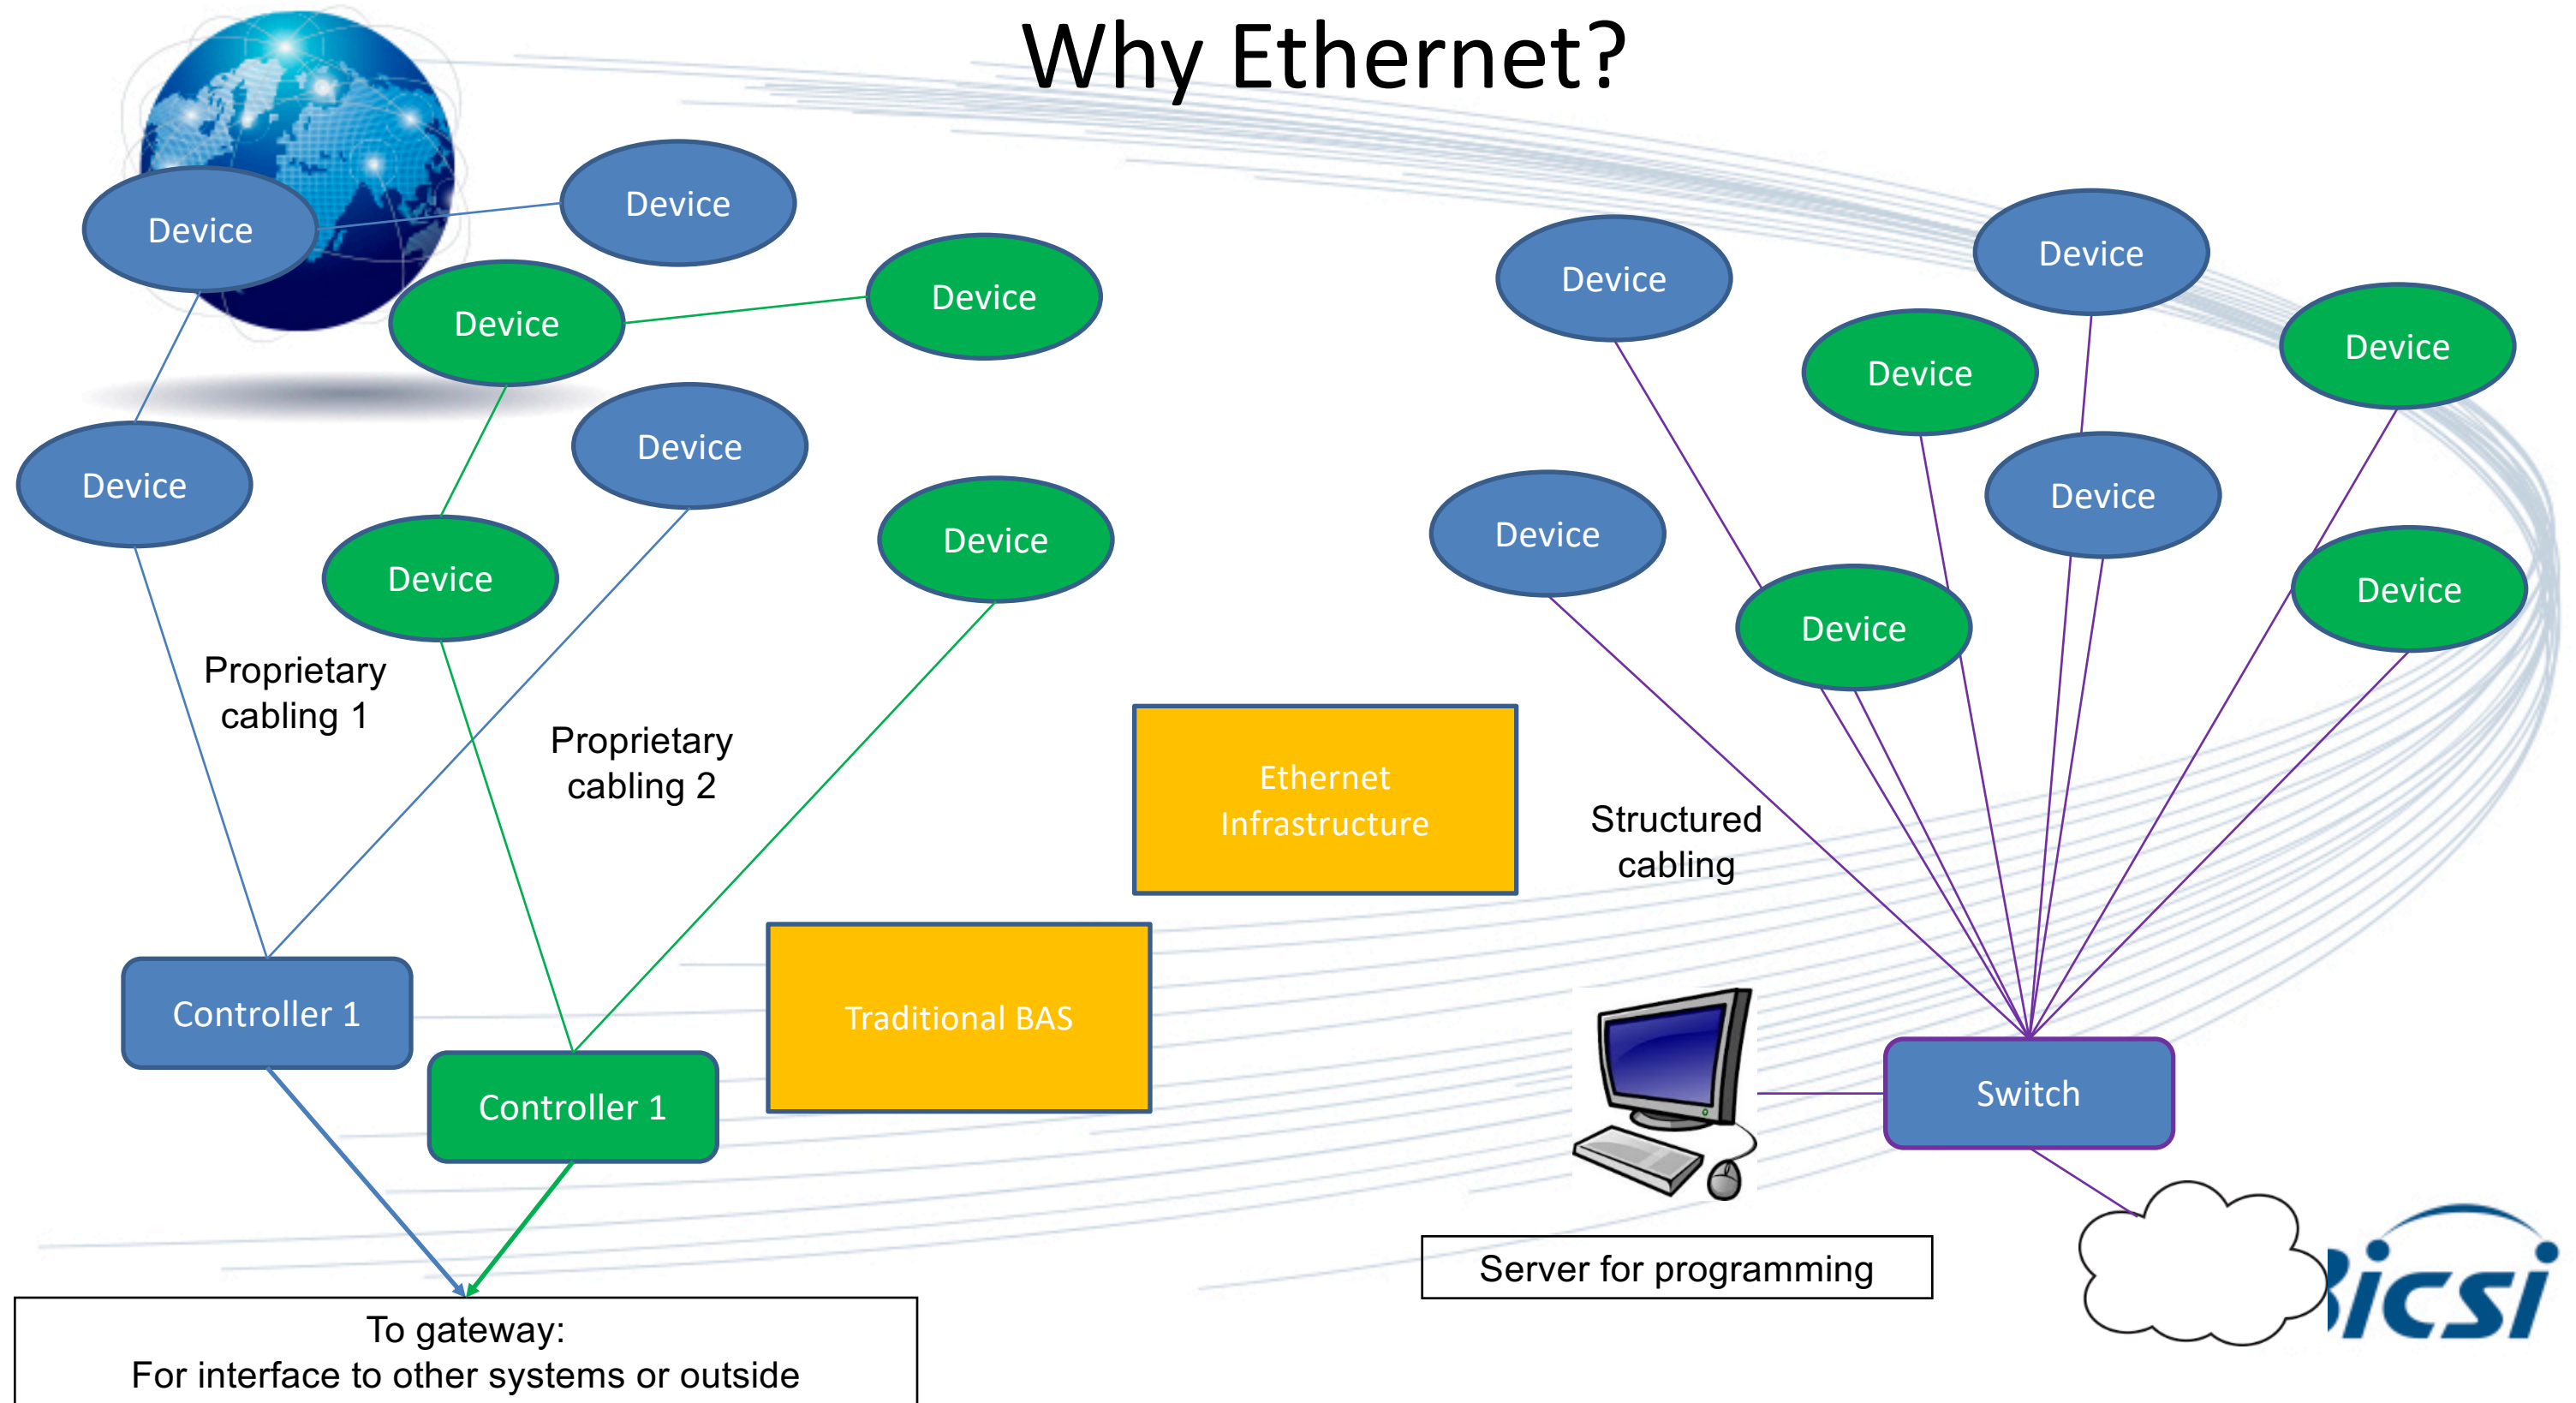 Why Ethernet?
Device
Device
Device
Device
Device
Device
Device
Device
Proprietary
cabling 1
Proprietary
cabling 2
Controller 1
Controller 1
Traditional BAS
To gateway:
For interface to other systems or outside
Ethernet
Infrastructure
Device
Device
Device
Device
Device
Device
Device
Device
Structured
cabling
Switch
Server for programming
Bicsi